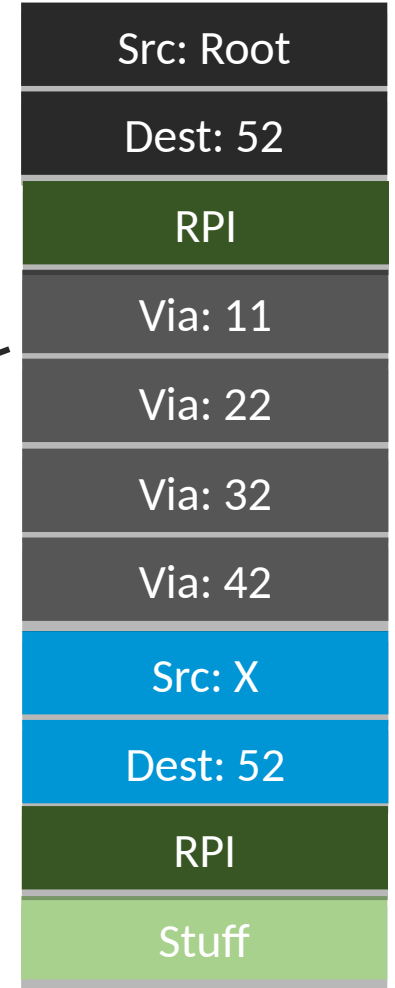 Src: Root
Dest: 52
RPI
Via: 11
Via: 22
Via: 32
Via: 42
Src: X
Dest: 52
RPI
Stuff